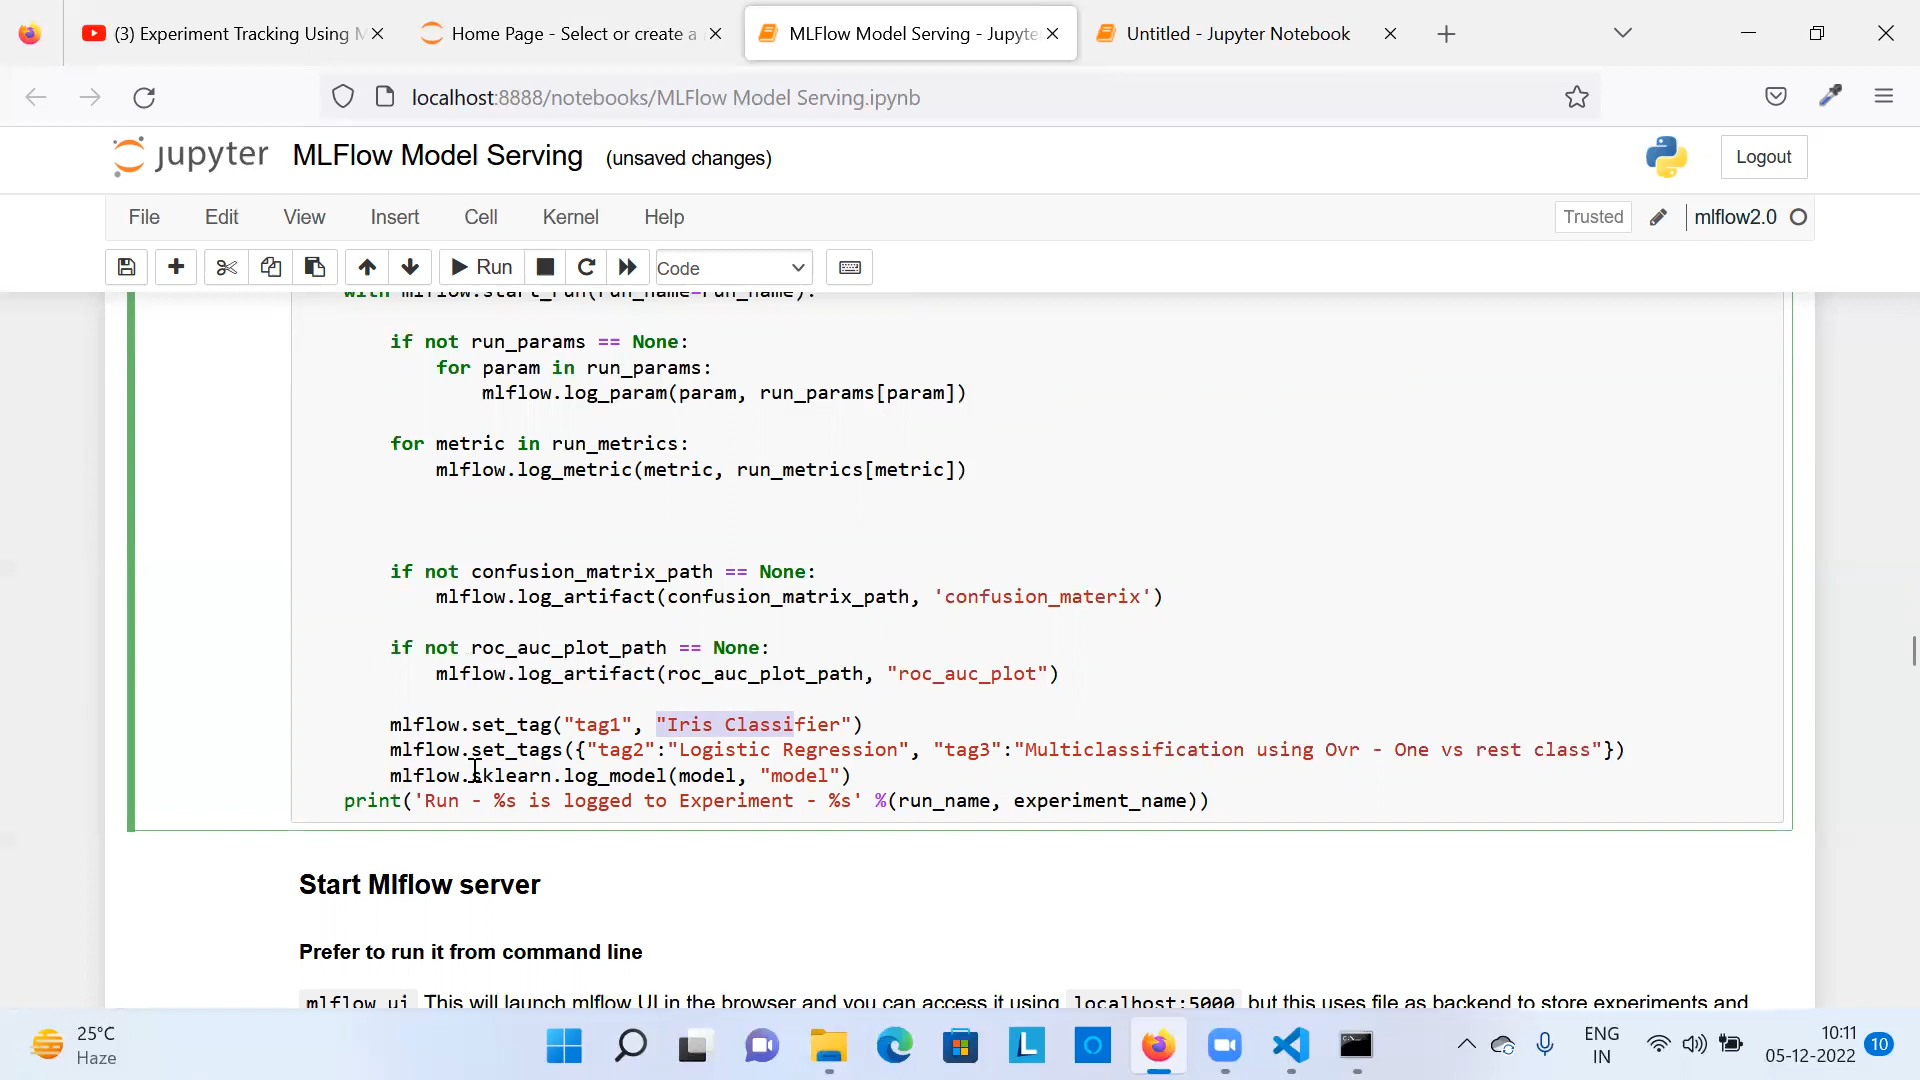 (3) Experiment Tracking Using M
Home Page - Select or create a
MLFlow Model Serving - Jupyte
Untitled - Jupyter Notebook
localhost:8888/notebooks/MLFlow Model Serving.ipynb
jupyter
MLFlow Model Serving (unsaved changes)
Logout
File Edit View Insert Cell Kernel Help
Trusted
mlflow2.0
Run
Code
with mlflow.start_run(run_name=run_name):
if not run_params == None:
for param in run_params:
mlflow.log_param(param, run_params[param])
for metric in run_metrics:
mlflow.log_metric(metric, run_metrics[metric])
if not confusion_matrix_path == None:
mlflow.log_artifact(confusion_matrix_path, 'confusion_materix')
if not roc_auc_plot_path == None:
mlflow.log_artifact(roc_auc_plot_path, "roc_auc_plot")
mlflow.set_tag("tag1", "Iris Classifier")
mlflow.set_tags({"tag2":"Logistic Regression", "tag3":"Multiclassification using Ovr - One vs rest class"})
mlflow.sklearn.log_model(model, "model")
print('Run - %s is logged to Experiment - %s' %(run_name, experiment_name))
Start Mlflow server
Prefer to run it from command line
mlflow ui This will launch mlflow UI in the browser and you can access it using localhost:5000 but this uses file as backend to store experiments and
25°C
Haze
L
ENG
IN
10:11
05-12-2022
10